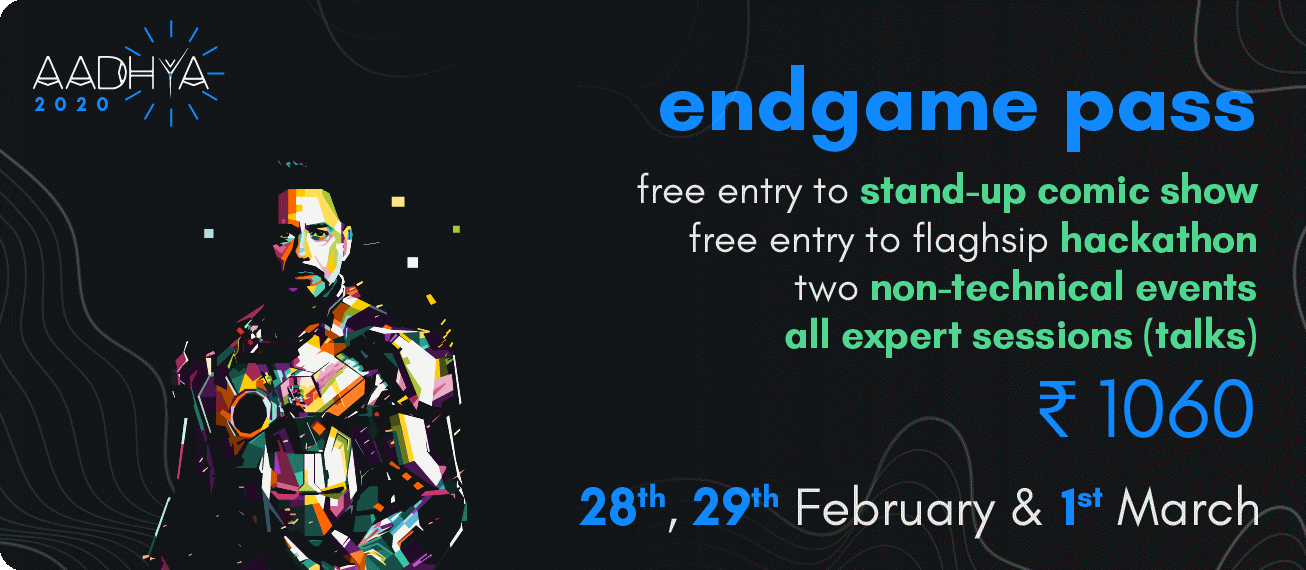 AADHYA
2020
endgame pass
free entry to stand-up comic show
free entry to flaghsip hackathon
two non-technical events
all expert sessions (talks)
₹ 1060
28th, 29th February & 1st March